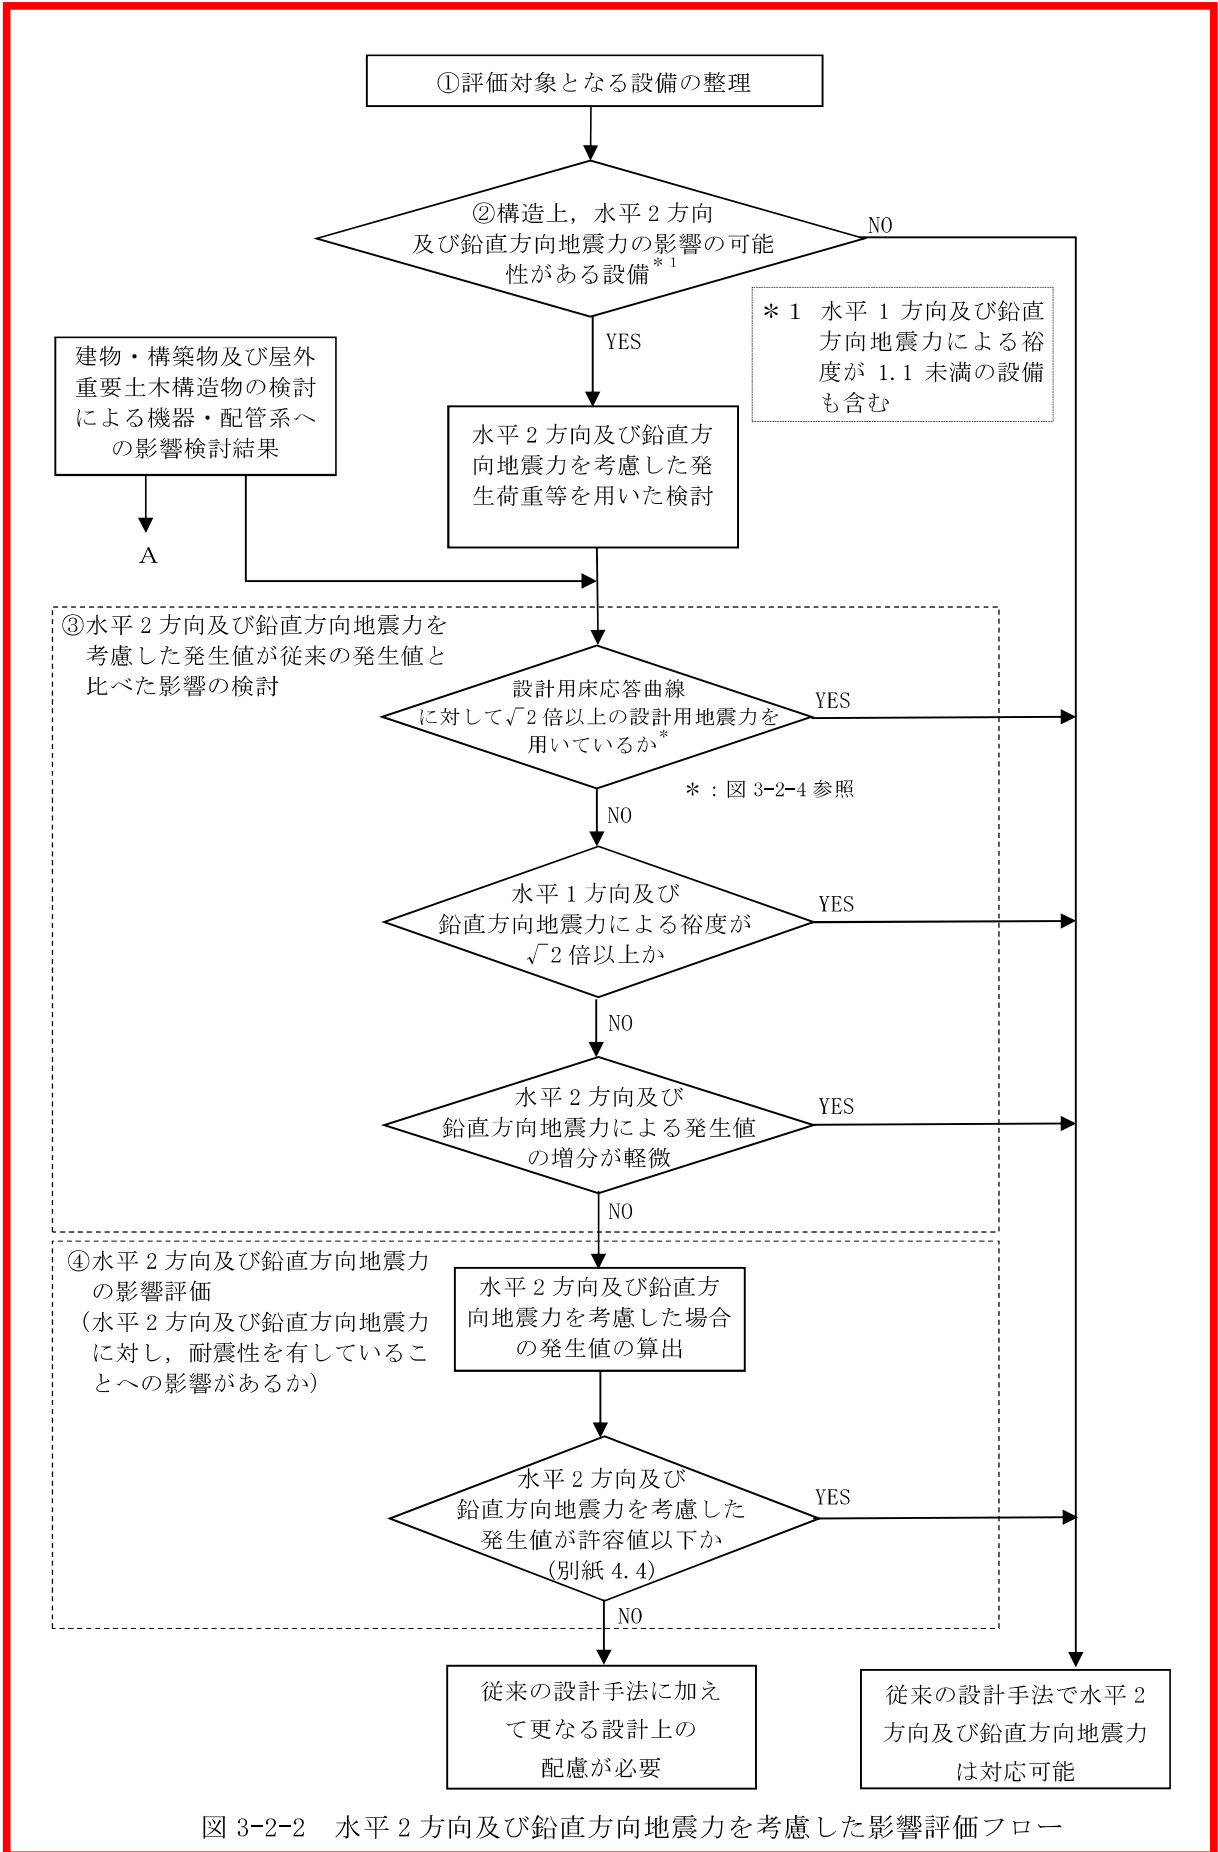 ①評価対象となる設備の整理
②構造上，水平２方向
及び鉛直方向地震力の影響の可能
性がある設備*1
NO
YES
＊１ 水平１方向及び鉛直
方向地震力による裕
度が 1.1 未満の設備
も含む
建物・構築物及び屋外
重要土木構造物の検討
による機器・配管系へ
の影響検討結果
A
水平２方向及び鉛直方
向地震力を考慮した発
生荷重等を用いた検討
③水平２方向及び鉛直方向地震力を
考慮した発生値が従来の発生値と
比べた影響の検討
設計用床応答曲線
に対して√２倍以上の設計用地震力を
用いているか*
YES
＊：図 3-2-4 参照
NO
水平１方向及び
鉛直方向地震力による裕度が
√２倍以上か
YES
NO
水平２方向及び
鉛直方向地震力による発生値
の増分が軽微
YES
NO
④水平２方向及び鉛直方向地震力
の影響評価
（水平２方向及び鉛直方向地震力
に対し，耐震性を有しているこ
とへの影響があるか）
水平２方向及び鉛直方
向地震力を考慮した場合
の発生値の算出
水平２方向及び
鉛直方向地震力を考慮した
発生値が許容値以下か
(別紙 4.4)
YES
NO
従来の設計手法に加え
て更なる設計上の
配慮が必要
従来の設計手法で水平２
方向及び鉛直方向地震力
は対応可能
図 3-2-2　水平２方向及び鉛直方向地震力を考慮した影響評価フロー